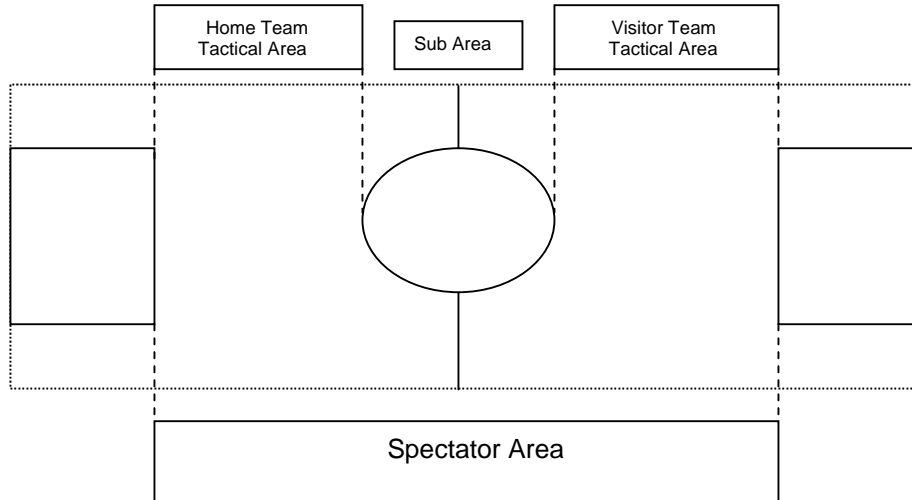 Home Team
Tactical Area
Sub Area
Visitor Team
Tactical Area
Spectator Area